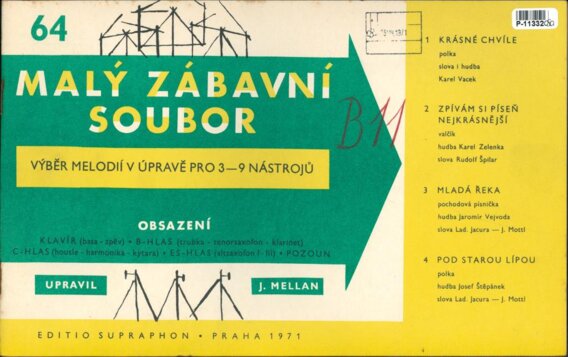 64
MALÝ ZÁBAVNÍ
SOUBOR
VÝBĚR MELODIÍ V ÚPRAVĚ PRO 3—9 NÁSTROJŮ
OBSAZENÍ
KLAVÍR (basa - zpěv) • B-HLAS (trubka - tenorsaxofon - klarinet)
C-HLAS (housle - harmonika - kytara) • ES-HLAS (altsaxofon I - III) • POZOUN
UPRAVIL
J. MELLAN
EDITIO SUPRAPHON • PRAHA 1971
B11
P-11332
1 KRÁSNÉ CHVÍLE
polka
slova i hudba
Karel Vacek
2 ZPÍVÁM SI PÍSEŇ
NEJKRÁSNĚJŠÍ
valčík
hudba Karel Zelenka
slova Rudolf Špilar
3 MLADÁ ŘEKA
pochodová písnička
hudba Jaromír Vejvoda
slova Lad. Jacura — J. Mottl
4 POD STAROU LÍPOU
polka
hudba Josef Štěpánek
slova Lad. Jacura — J. Mottl